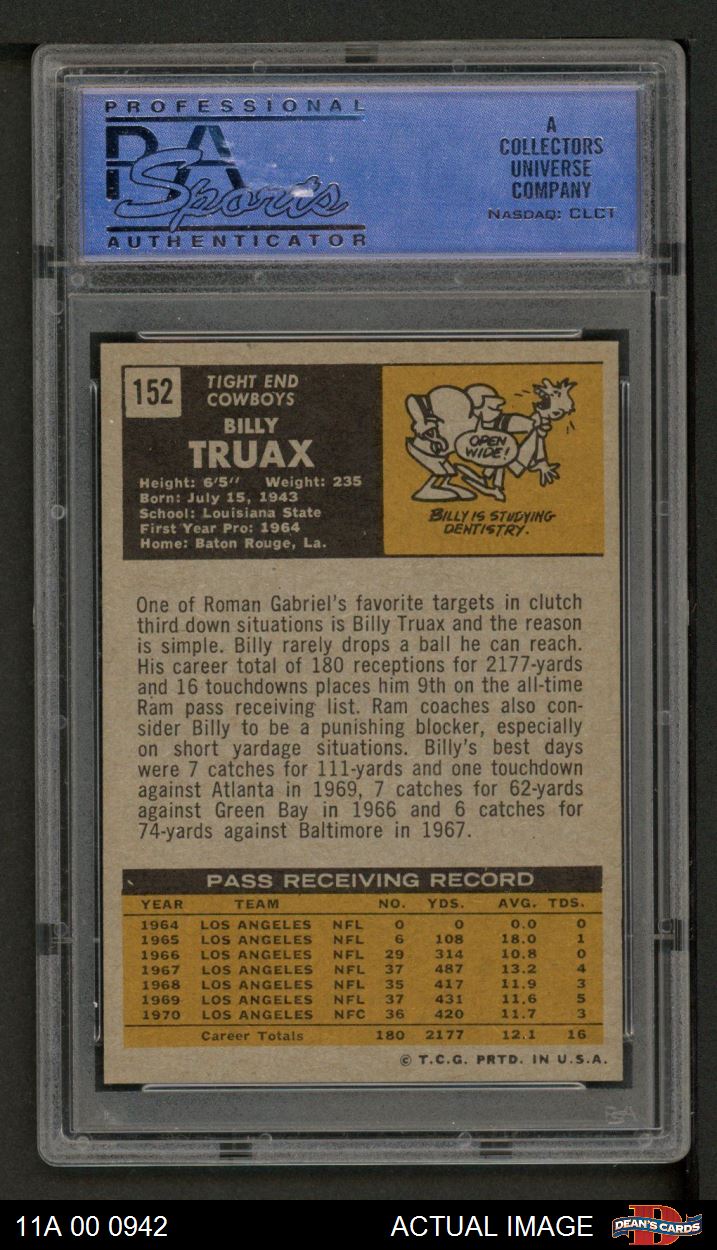 PROFESSIONAL
PSA
Sports
AUTHENTICATOR
A
COLLECTORS
UNIVERSE
COMPANY
NASDAQ: CLCT
152
TIGHT END
COWBOYS
BILLY
TRUAX
Height: 6'5" Weight: 235
Born: July 15, 1943
School: Louisiana State
First Year Pro: 1964
Home: Baton Rouge, La.
OPEN
WIDE!
BILLY IS STUDYING
DENTISTRY.
One of Roman Gabriel's favorite targets in clutch
third down situations is Billy Truax and the reason
is simple. Billy rarely drops a ball he can reach.
His career total of 180 receptions for 2177-yards
and 16 touchdowns places him 9th on the all-time
Ram pass receiving list. Ram coaches also con-
sider Billy to be a punishing blocker, especially
on short yardage situations. Billy's best days
were 7 catches for 111-yards and one touchdown
against Atlanta in 1969, 7 catches for 62-yards
against Green Bay in 1966 and 6 catches for
74-yards against Baltimore in 1967.
PASS RECEIVING RECORD
YEAR TEAM NO. YDS. AVG. TDS.
1964 LOS ANGELES NFL 0 0 0.0 0
1965 LOS ANGELES NFL 6 108 18.0 1
1966 LOS ANGELES NFL 29 314 10.8 0
1967 LOS ANGELES NFL 37 487 13.2 4
1968 LOS ANGELES NFL 35 417 11.9 3
1969 LOS ANGELES NFL 37 431 11.6 5
1970 LOS ANGELES NFC 36 420 11.7 3
Career Totals 180 2177 12.1 16
© T.C.G. PRTD. IN U.S.A.
PSA
11A 00 0942 ACTUAL IMAGE DEAN'S CARDS